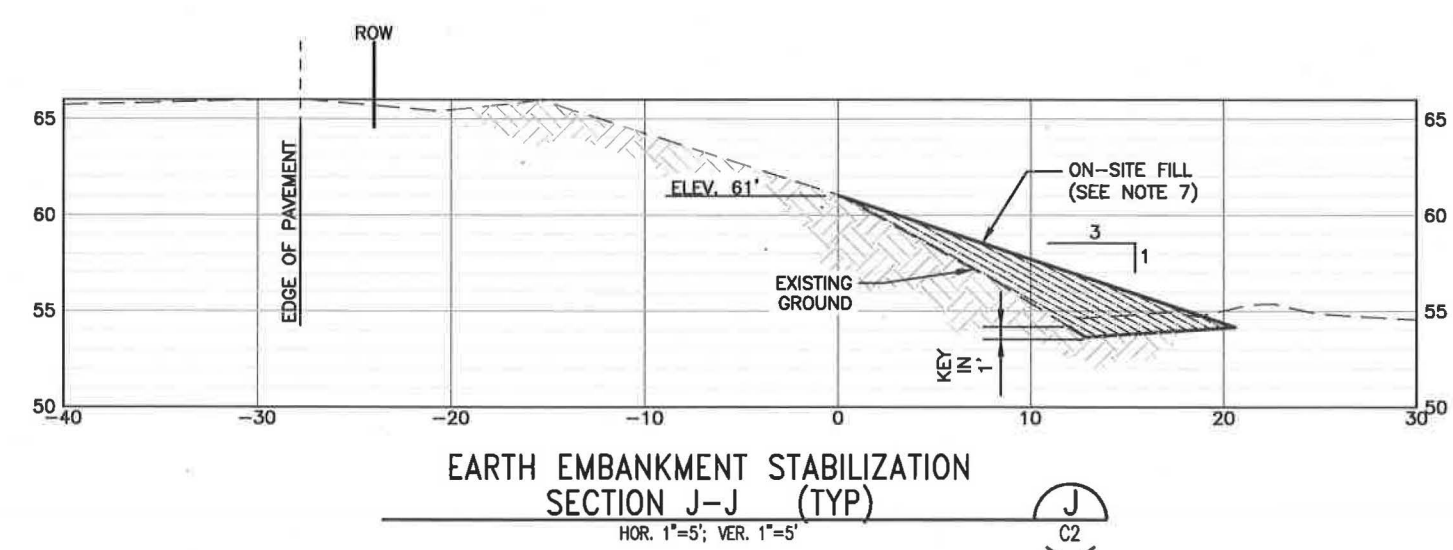 ROW
65
65
EDGE OF PAVEMENT
ON-SITE FILL
(SEE NOTE 7)
ELEV. 61'
60
60
3
1
EXISTING
GROUND
55
55
KEY
IN
1'
50
50
-40
-30
-20
-10
0
10
20
30
EARTH EMBANKMENT STABILIZATION
SECTION J-J (TYP)
J
HOR. 1"=5'; VER. 1"=5'
C2